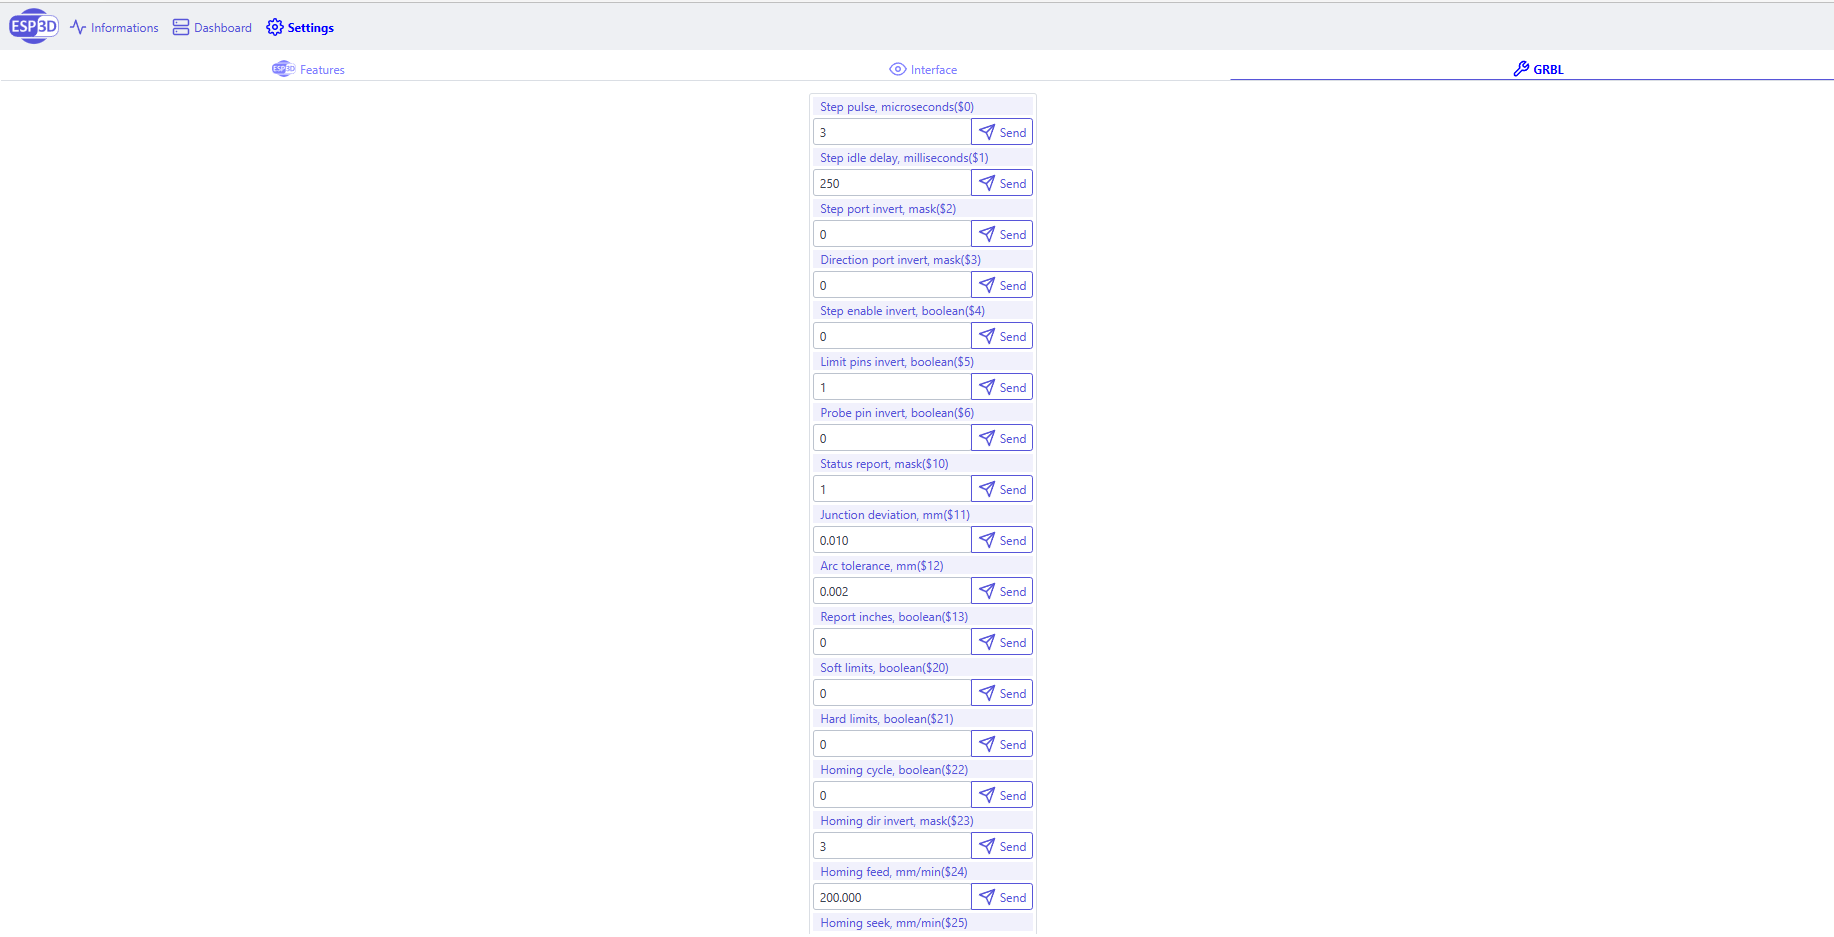 ESP3D Informations Dashboard Settings
ESP3D Features Interface GRBL
Step pulse, microseconds($0)
3 Send
Step idle delay, milliseconds($1)
250 Send
Step port invert, mask($2)
0 Send
Direction port invert, mask($3)
0 Send
Step enable invert, boolean($4)
0 Send
Limit pins invert, boolean($5)
1 Send
Probe pin invert, boolean($6)
0 Send
Status report, mask($10)
1 Send
Junction deviation, mm($11)
0.010 Send
Arc tolerance, mm($12)
0.002 Send
Report inches, boolean($13)
0 Send
Soft limits, boolean($20)
0 Send
Hard limits, boolean($21)
0 Send
Homing cycle, boolean($22)
0 Send
Homing dir invert, mask($23)
3 Send
Homing feed, mm/min($24)
200.000 Send
Homing seek, mm/min($25)